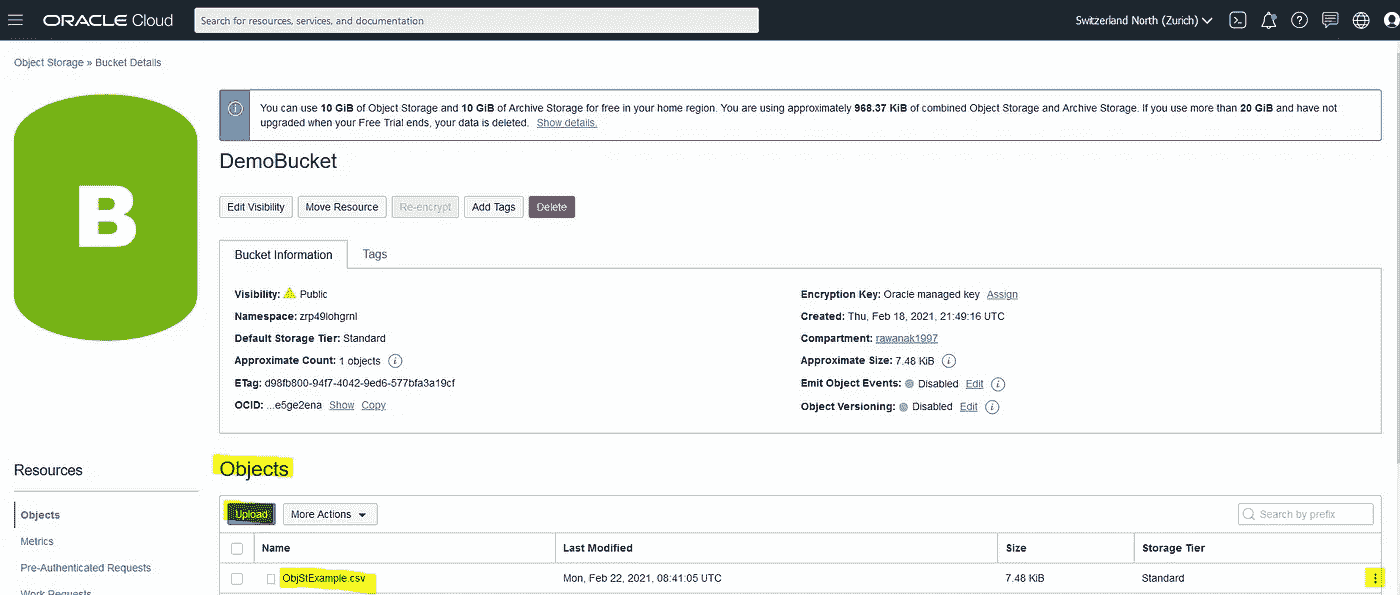 ORACLE Cloud
Search for resources, services, and documentation
Switzerland North (Zurich)
Object Storage » Bucket Details
B
You can use 10 GiB of Object Storage and 10 GiB of Archive Storage for free in your home region. You are using approximately 968.37 KiB of combined Object Storage and Archive Storage. If you use more than 20 GiB and have not
upgraded when your Free Trial ends, your data is deleted. Show details.
DemoBucket
Edit Visibility Move Resource Re-encrypt Add Tags Delete
Bucket Information Tags
Visibility: Public
Namespace: zrp49lohgrnl
Default Storage Tier: Standard
Approximate Count: 1 objects
ETag: d98fb800-94f7-4042-9ed6-577bfa3a19cf
OCID: ...e5ge2ena Show Copy
Encryption Key: Oracle managed key Assign
Created: Thu, Feb 18, 2021, 21:49:16 UTC
Compartment: rawanak1997
Approximate Size: 7.48 KiB
Emit Object Events: Disabled Edit
Object Versioning: Disabled Edit
Resources
Objects
Metrics
Pre-Authenticated Requests
Work Requests
Objects
Upload More Actions
Search by prefix
Name Last Modified Size Storage Tier
ObjStExample.csv Mon, Feb 22, 2021, 08:41:05 UTC 7.48 KiB Standard